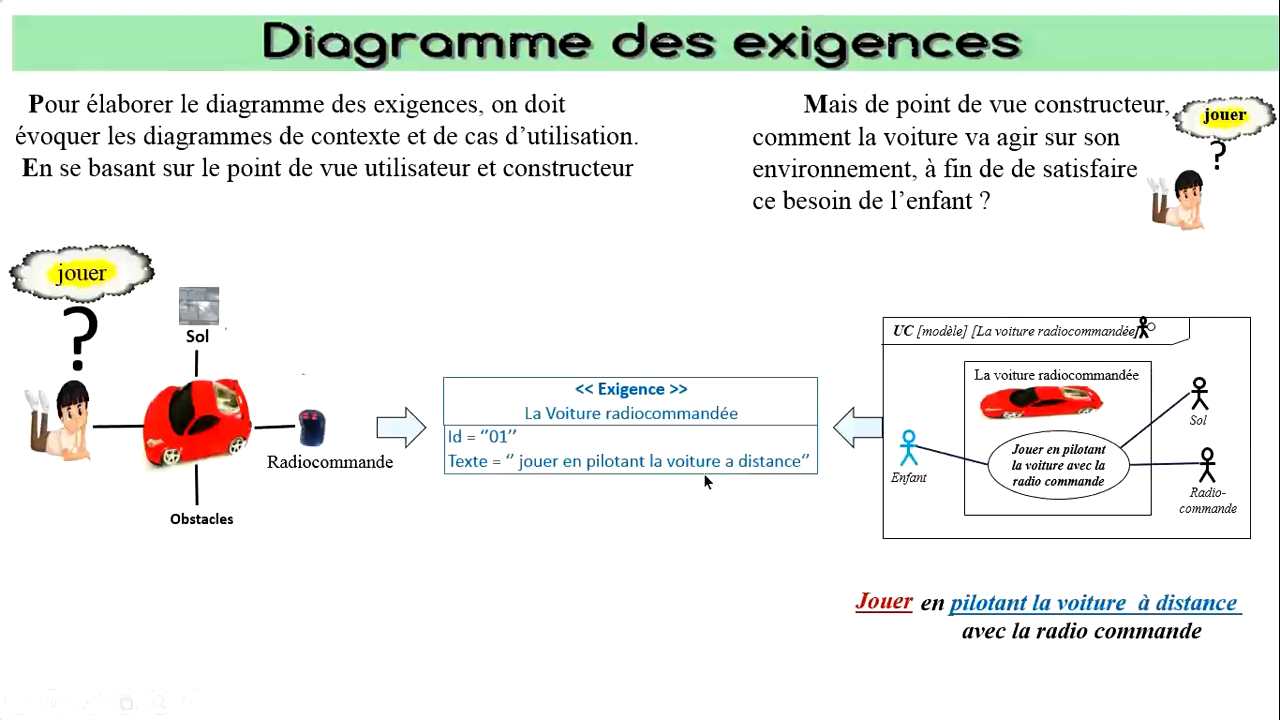 Diagramme des exigences
Pour élaborer le diagramme des exigences, on doit
évoquer les diagrammes de contexte et de cas d’utilisation.
En se basant sur le point de vue utilisateur et constructeur
Mais de point de vue constructeur,
comment la voiture va agir sur son
environnement, à fin de de satisfaire
ce besoin de l’enfant ?
jouer
?
jouer
?
Sol
Radiocommande
Obstacles
<< Exigence >>
La Voiture radiocommandée
Id = ‘‘01’’
Texte = ‘‘ jouer en pilotant la voiture a distance’’
UC [modèle] [La voiture radiocommandée]
La voiture radiocommandée
Jouer en pilotant
la voiture avec la
radio commande
Enfant
Sol
Radio-
commande
Jouer en pilotant la voiture à distance
avec la radio commande